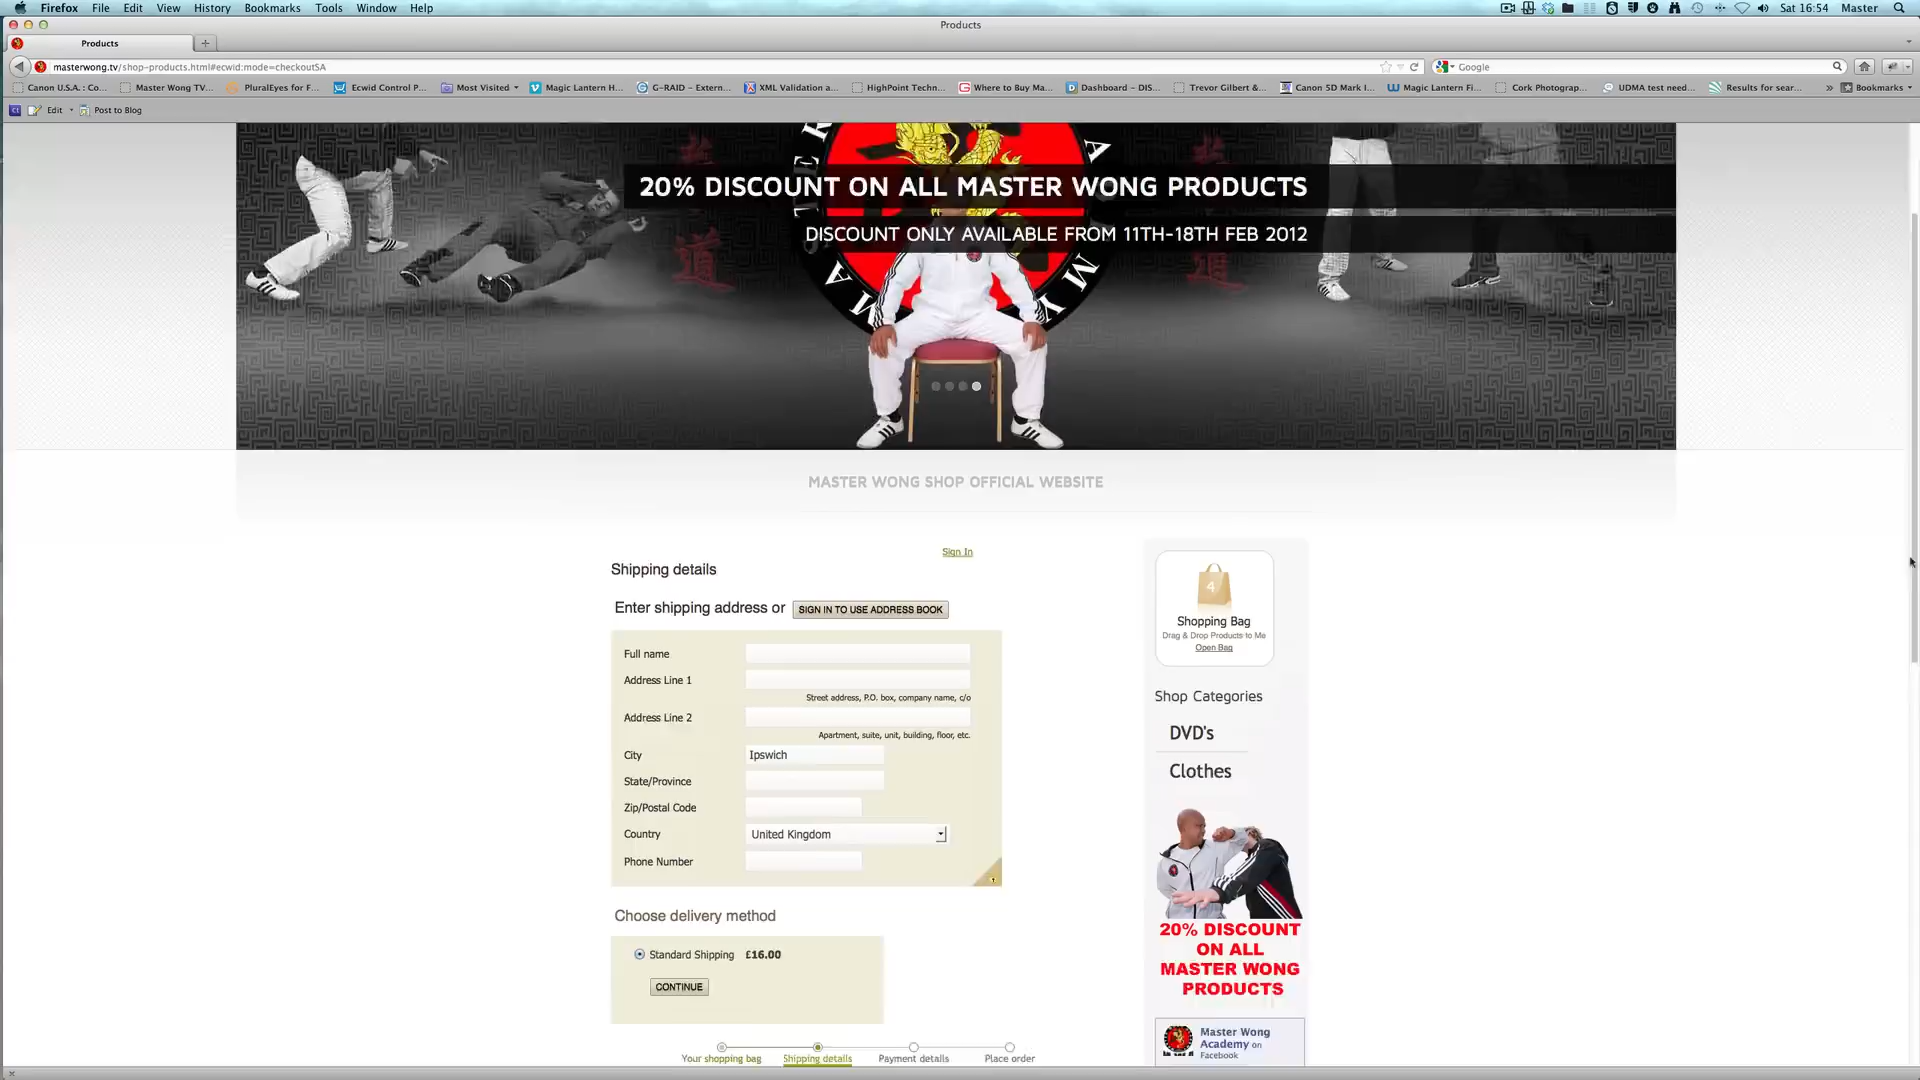 Firefox File Edit View History Bookmarks Tools Window Help
Sat 16:54 Master
Products
Products
masterwong.tv/shop-products.html#ecwid:mode=checkoutSA
Google
Canon U.S.A. : Co... Master Wong TV... PluralEyes for F... Ecwid Control P... Most Visited Magic Lantern H... G-RAID - Extern... XML Validation a... HighPoint Techn... Where to Buy Ma... Dashboard - DIS... Trevor Gilbert &... Canon 5D Mark I... Magic Lantern Fi... Cork Photograp... UDMA test need... Results for sear... » Bookmarks
Edit Post to Blog
20% DISCOUNT ON ALL MASTER WONG PRODUCTS
DISCOUNT ONLY AVAILABLE FROM 11TH-18TH FEB 2012
MASTER WONG SHOP OFFICIAL WEBSITE
Sign In
Shipping details
Enter shipping address or SIGN IN TO USE ADDRESS BOOK
Full name
Address Line 1
Street address, P.O. box, company name, c/o
Address Line 2
Apartment, suite, unit, building, floor, etc.
City Ipswich
State/Province
Zip/Postal Code
Country United Kingdom
Phone Number
Choose delivery method
Standard Shipping £16.00
CONTINUE
Your shopping bag Shipping details Payment details Place order
4
Shopping Bag
Drag & Drop Products to Me
Open Bag
Shop Categories
DVD's
Clothes
20% DISCOUNT
ON ALL
MASTER WONG
PRODUCTS
Master Wong
Academy on
Facebook